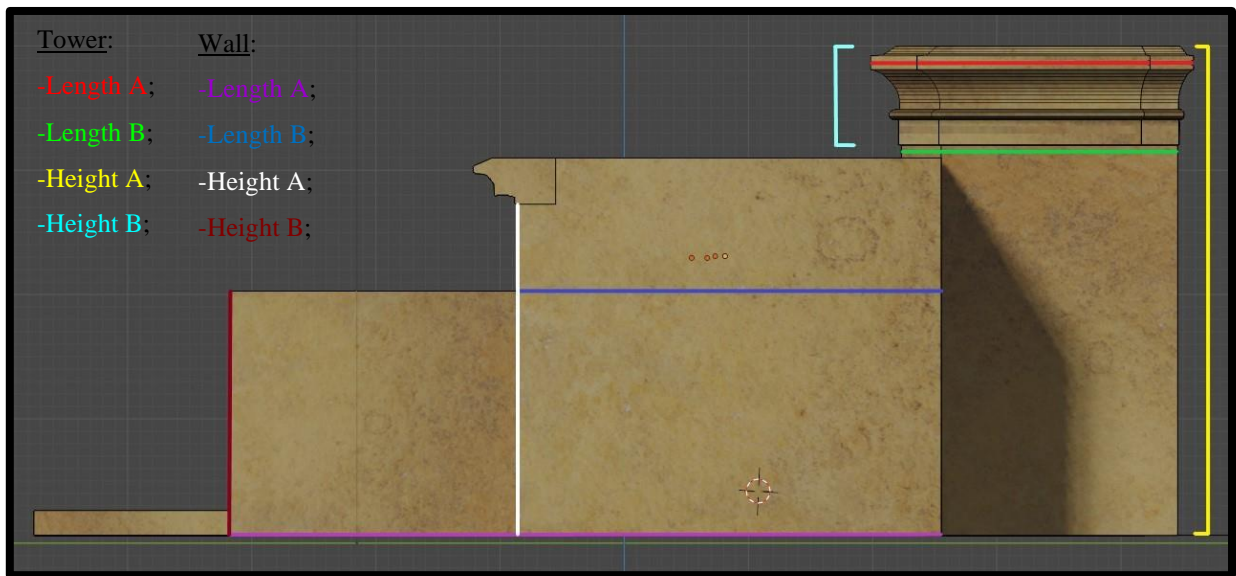 Tower:
-Length A;
-Length B;
-Height A;
-Height B;
Wall:
-Length A;
-Length B;
-Height A;
-Height B;